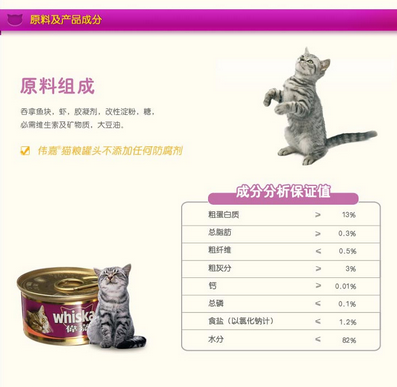 原料及产品成分
原料组成
吞拿鱼块，虾，胶凝剂，改性淀粉，糖，
必需维生素及矿物质，大豆油。
伟嘉®猫粮罐头不添加任何防腐剂
成分分析保证值
粗蛋白质 ≥ 13%
总脂肪 ≥ 0.3%
粗纤维 ≤ 0.5%
粗灰分 ≥ 3%
钙 ≥ 0.01%
总磷 ≤ 0.1%
食盐（以氯化钠计） ≤ 1.2%
水分 ≤ 82%
whiska